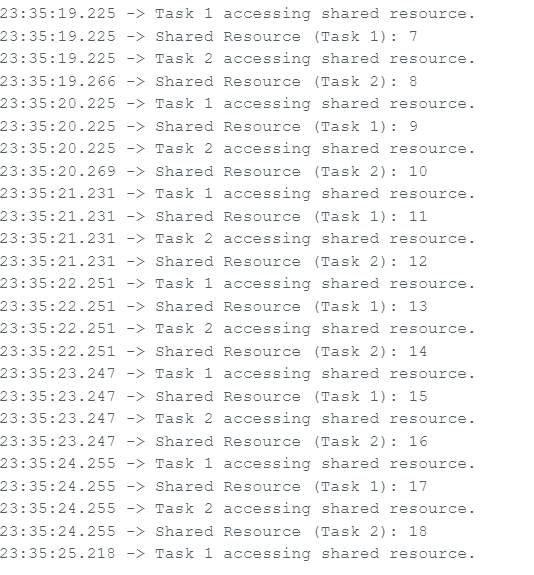 23:35:19.225 -> Task 1 accessing shared resource.
23:35:19.225 -> Shared Resource (Task 1): 7
23:35:19.225 -> Task 2 accessing shared resource.
23:35:19.266 -> Shared Resource (Task 2): 8
23:35:20.225 -> Task 1 accessing shared resource.
23:35:20.225 -> Shared Resource (Task 1): 9
23:35:20.225 -> Task 2 accessing shared resource.
23:35:20.269 -> Shared Resource (Task 2): 10
23:35:21.231 -> Task 1 accessing shared resource.
23:35:21.231 -> Shared Resource (Task 1): 11
23:35:21.231 -> Task 2 accessing shared resource.
23:35:21.231 -> Shared Resource (Task 2): 12
23:35:22.251 -> Task 1 accessing shared resource.
23:35:22.251 -> Shared Resource (Task 1): 13
23:35:22.251 -> Task 2 accessing shared resource.
23:35:22.251 -> Shared Resource (Task 2): 14
23:35:23.247 -> Task 1 accessing shared resource.
23:35:23.247 -> Shared Resource (Task 1): 15
23:35:23.247 -> Task 2 accessing shared resource.
23:35:23.247 -> Shared Resource (Task 2): 16
23:35:24.255 -> Task 1 accessing shared resource.
23:35:24.255 -> Shared Resource (Task 1): 17
23:35:24.255 -> Task 2 accessing shared resource.
23:35:24.255 -> Shared Resource (Task 2): 18
23:35:25.218 -> Task 1 accessing shared resource.